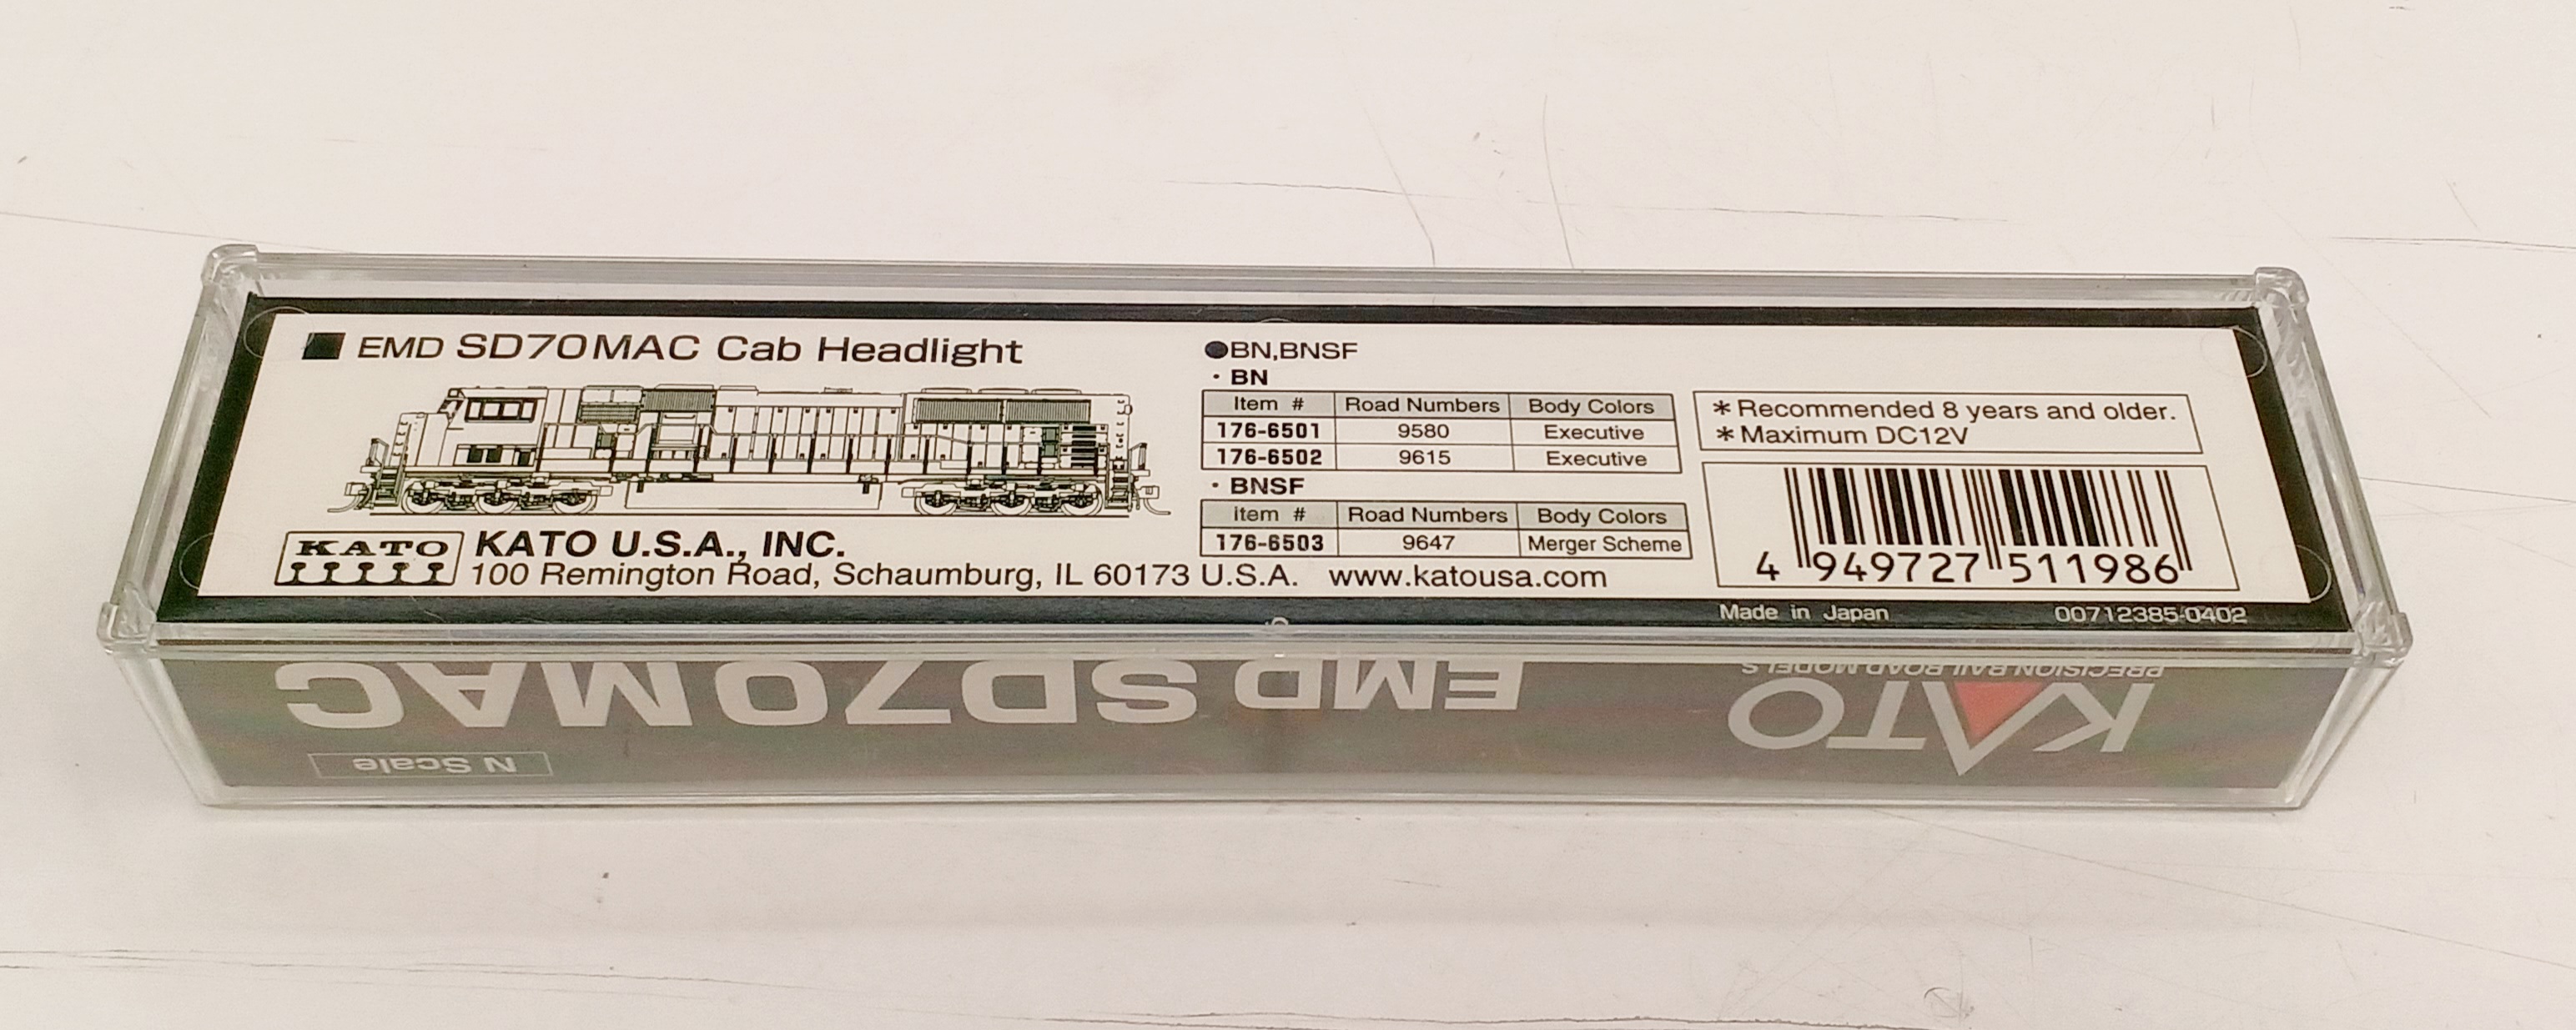 EMD SD70MAC Cab Headlight
KATO
KATO U.S.A., INC.
100 Remington Road, Schaumburg, IL 60173 U.S.A. www.katousa.com
●BN,BNSF
· BN
Item # Road Numbers Body Colors
176-6501 9580 Executive
176-6502 9615 Executive
· BNSF
Item # Road Numbers Body Colors
176-6503 9647 Merger Scheme
* Recommended 8 years and older.
* Maximum DC12V
4 949727 511986
Made in Japan 00712385-0402
KATO
PRECISION RAILROAD MODELS
EMD SD70MAC
N Scale